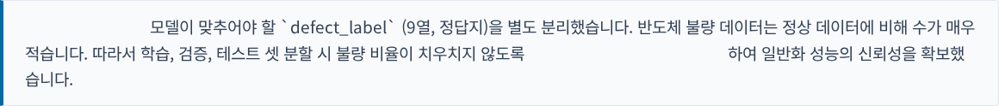 모델이 맞추어야 할 `defect_label` (9열, 정답지)을 별도 분리했습니다. 반도체 불량 데이터는 정상 데이터에 비해 수가 매우
적습니다. 따라서 학습, 검증, 테스트 셋 분할 시 불량 비율이 치우치지 않도록 하여 일반화 성능의 신뢰성을 확보했
습니다.